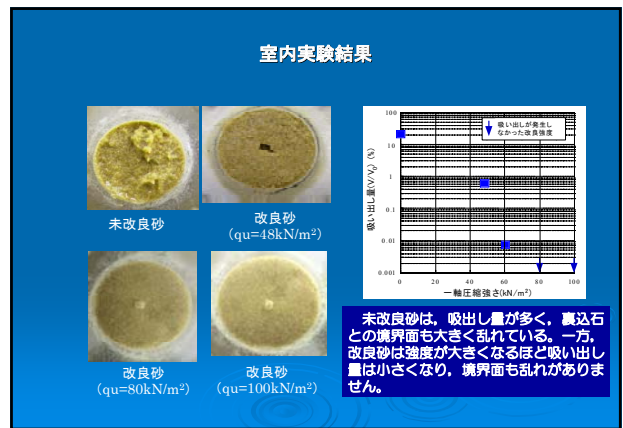 室内実験結果
未改良砂
改良砂
(qu=48kN/m²)
改良砂
(qu=80kN/m²)
改良砂
(qu=100kN/m²)
吸い出し量(V/V₀) (%)
100
10
1
0.1
0.01
0.001
吸い出しが発生し
なかった改良強度
0 20 40 60 80 100
一軸圧縮強さ(kN/m²)
未改良砂は，吸出し量が多く，裏込石
との境界面も大きく乱れている。一方，
改良砂は強度が大きくなるほど吸い出し
量は小さくなり，境界面も乱れがありま
せん。